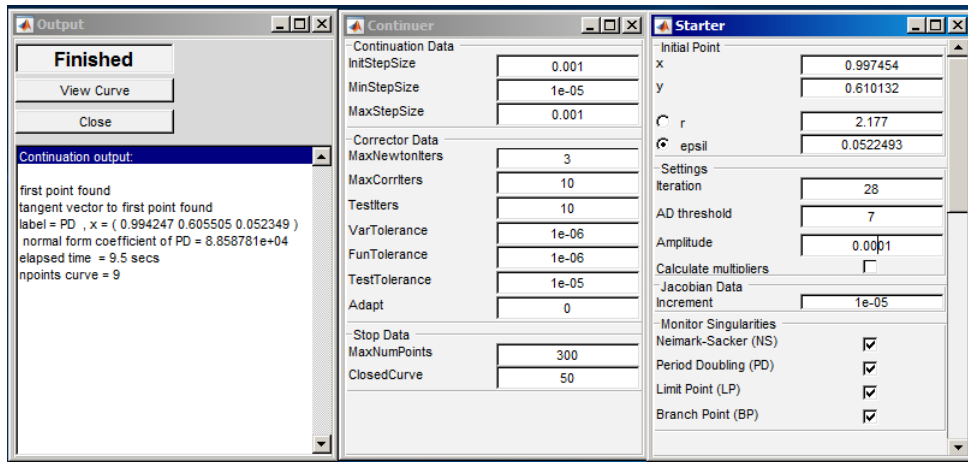 Output
Finished
View Curve
Close
Continuation output:
first point found
tangent vector to first point found
label = PD , x = ( 0.994247 0.605505 0.052349 )
normal form coefficient of PD = 8.858781e+04
elapsed time = 9.5 secs
npoints curve = 9
Continuer
Continuation Data
InitStepSize 0.001
MinStepSize 1e-05
MaxStepSize 0.001
Corrector Data
MaxNewtonIters 3
MaxCorrIters 10
TestIters 10
VarTolerance 1e-06
FunTolerance 1e-06
TestTolerance 1e-05
Adapt 0
Stop Data
MaxNumPoints 300
ClosedCurve 50
Starter
Initial Point
x 0.997454
y 0.610132
r 2.177
epsil 0.0522493
Settings
Iteration 28
AD threshold 7
Amplitude 0.0001
Calculate multipliers
Jacobian Data
Increment 1e-05
Monitor Singularities
Neimark-Sacker (NS)
Period Doubling (PD)
Limit Point (LP)
Branch Point (BP)